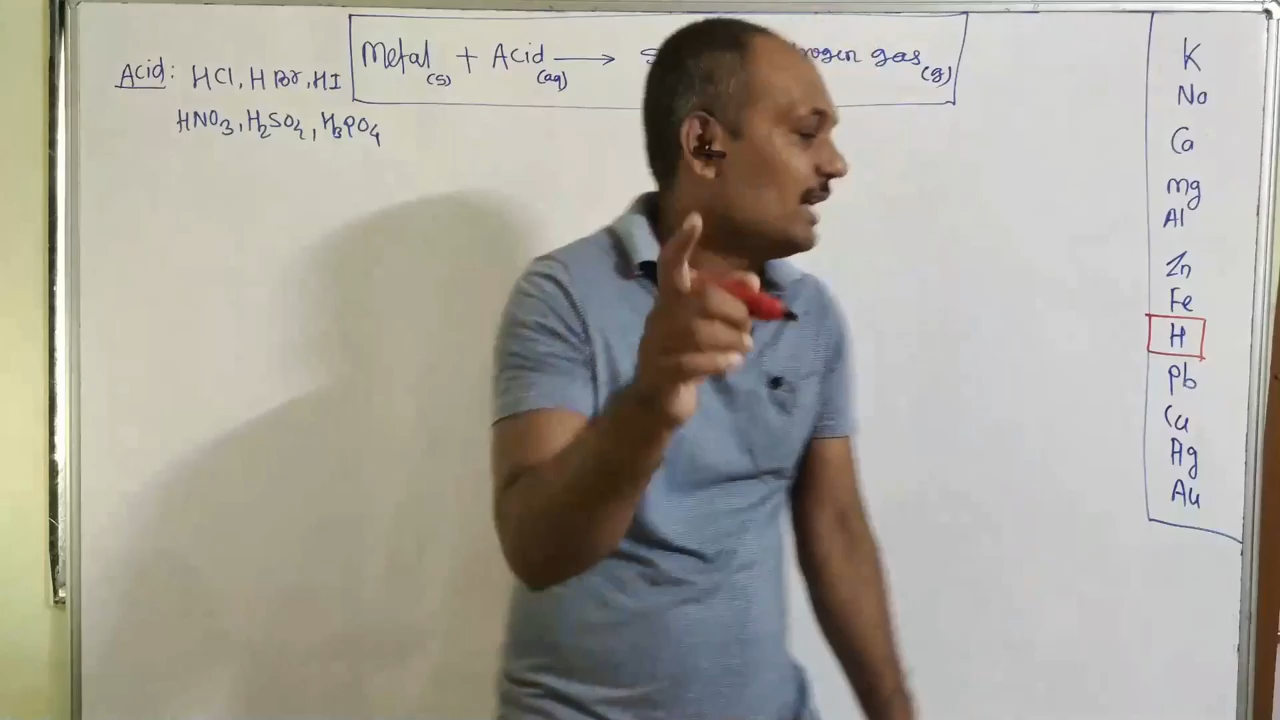 Acid: HCl, HBr, HI
HNO3, H2SO4, H3PO4
Metal(s) + Acid(aq) → gas(g)
K
Na
Ca
Mg
Al
Zn
Fe
H
Pb
Cu
Ag
Au